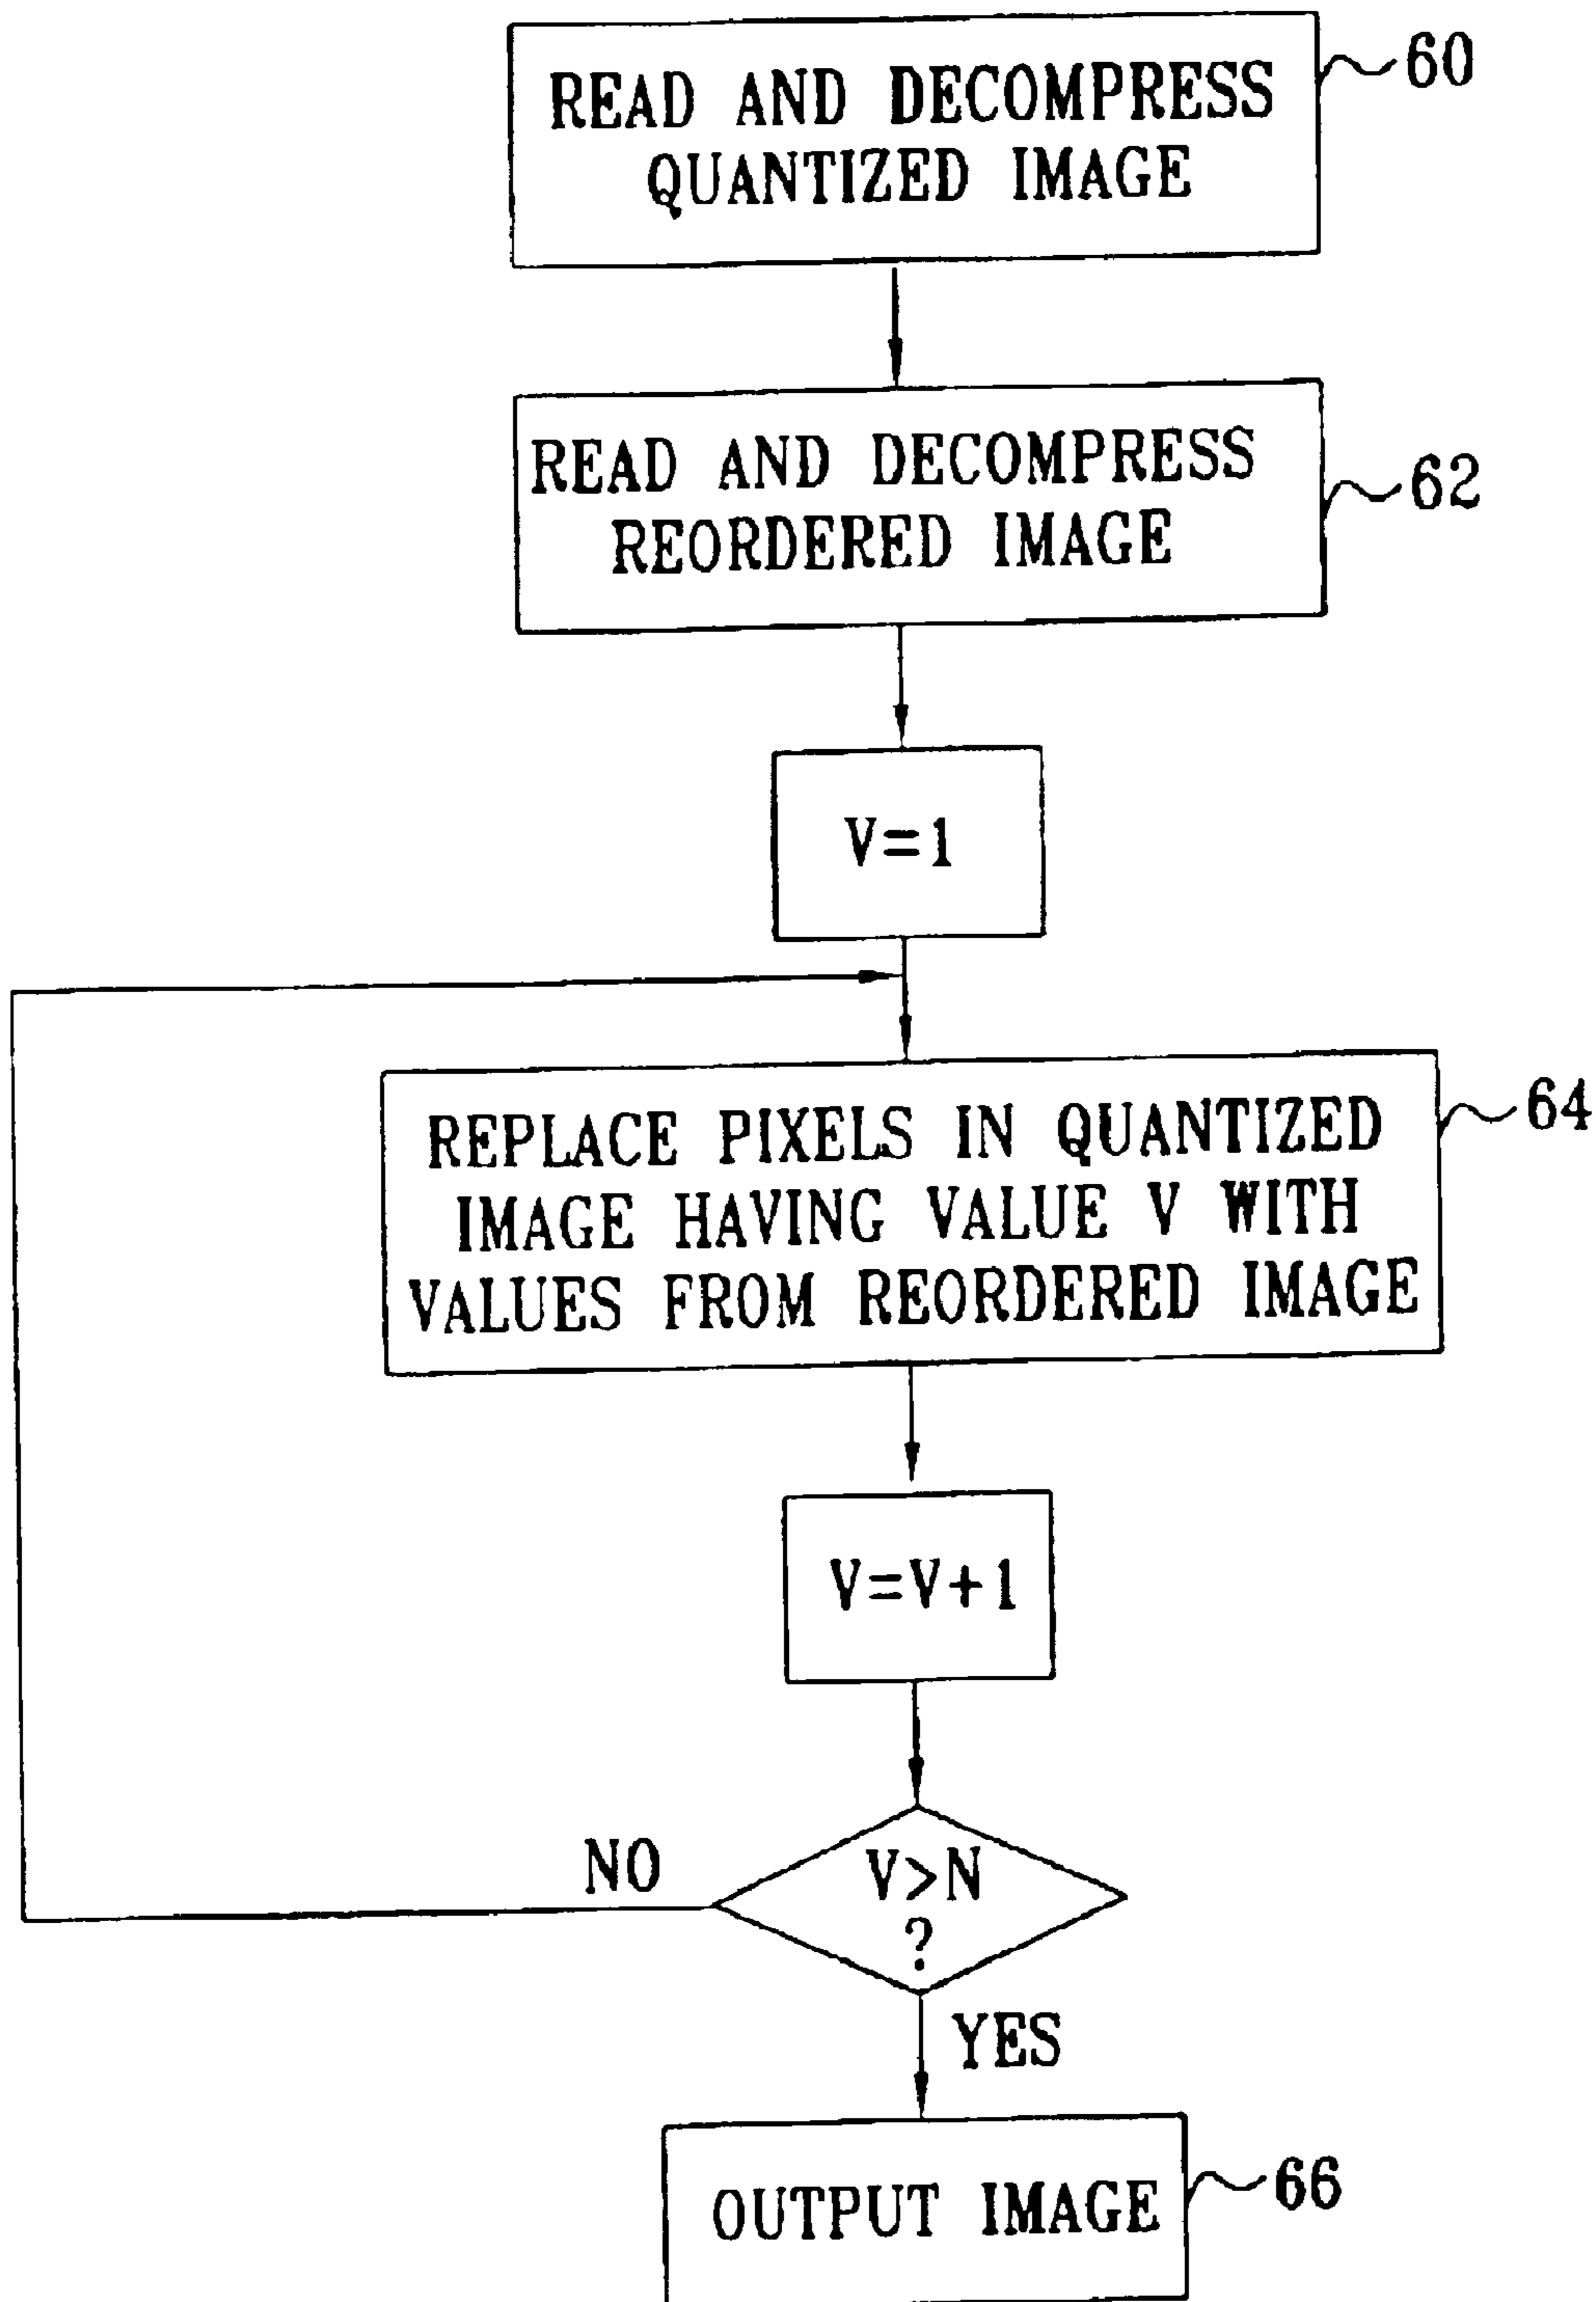 READ AND DECOMPRESS
QUANTIZED IMAGE
60
READ AND DECOMPRESS
REORDERED IMAGE
62
V=1
REPLACE PIXELS IN QUANTIZED
IMAGE HAVING VALUE V WITH
VALUES FROM REORDERED IMAGE
64
V=V+1
V>N
?
NO
YES
OUTPUT IMAGE
66